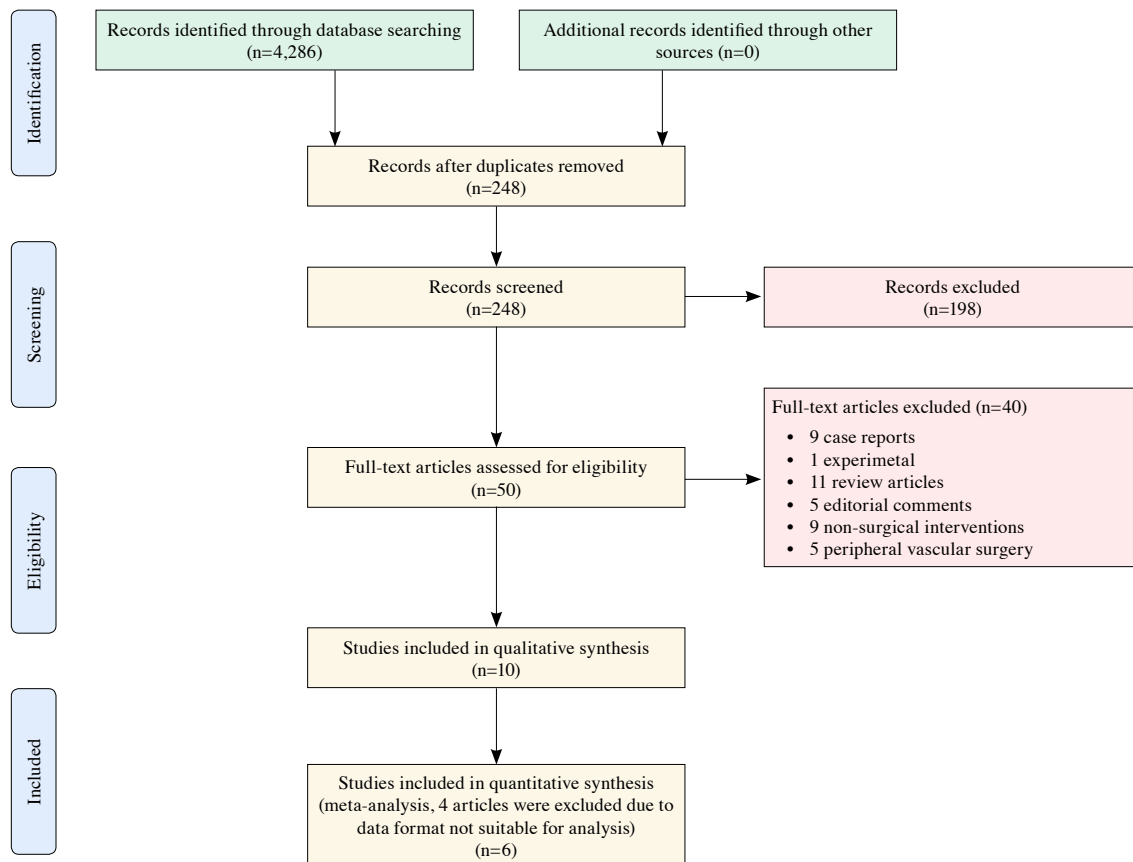 Identification
Records identified through database searching
(n=4,286)
Additional records identified through other
sources (n=0)
Records after duplicates removed
(n=248)
Screening
Records screened
(n=248)
Records excluded
(n=198)
Eligibility
Full-text articles assessed for eligibility
(n=50)
Full-text articles excluded (n=40)
• 9 case reports
• 1 experimetal
• 11 review articles
• 5 editorial comments
• 9 non-surgical interventions
• 5 peripheral vascular surgery
Studies included in qualitative synthesis
(n=10)
Included
Studies included in quantitative synthesis
(meta-analysis, 4 articles were excluded due to
data format not suitable for analysis)
(n=6)